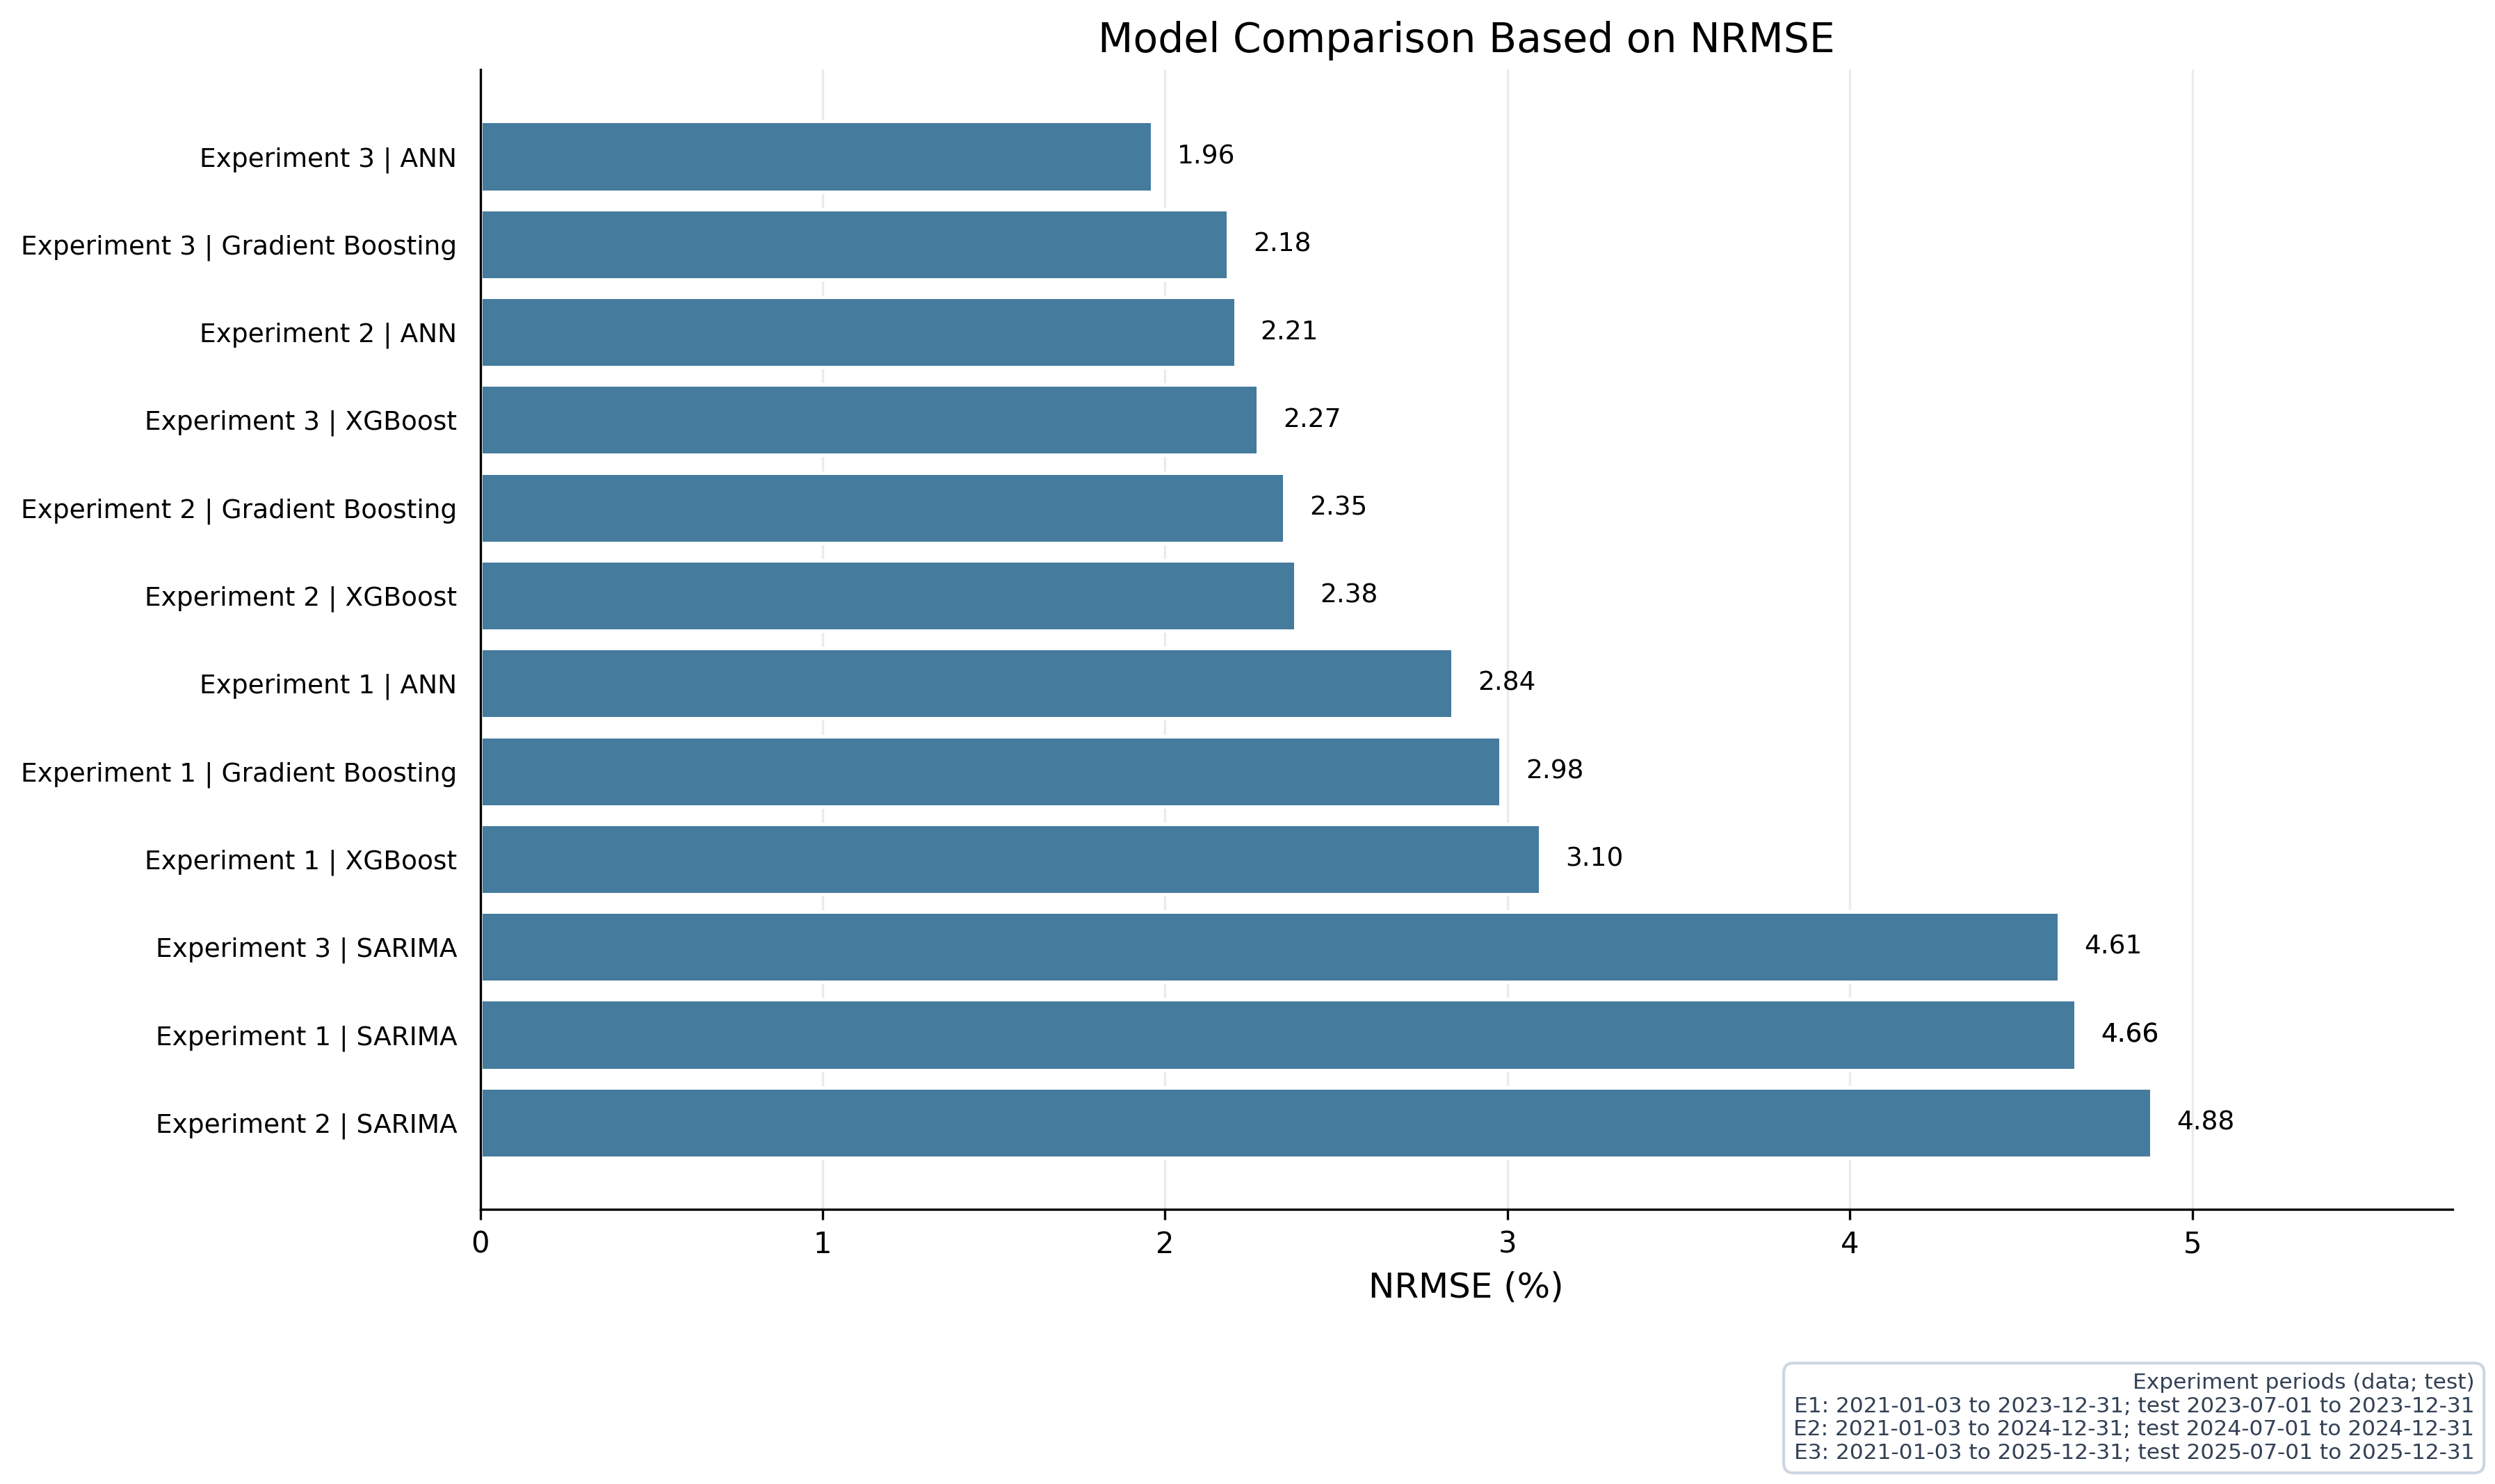 Model Comparison Based on NRMSE
Experiment 3 | ANN 1.96
Experiment 3 | Gradient Boosting 2.18
Experiment 2 | ANN 2.21
Experiment 3 | XGBoost 2.27
Experiment 2 | Gradient Boosting 2.35
Experiment 2 | XGBoost 2.38
Experiment 1 | ANN 2.84
Experiment 1 | Gradient Boosting 2.98
Experiment 1 | XGBoost 3.10
Experiment 3 | SARIMA 4.61
Experiment 1 | SARIMA 4.66
Experiment 2 | SARIMA 4.88
0 1 2 3 4 5
NRMSE (%)
Experiment periods (data; test)
E1: 2021-01-03 to 2023-12-31; test 2023-07-01 to 2023-12-31
E2: 2021-01-03 to 2024-12-31; test 2024-07-01 to 2024-12-31
E3: 2021-01-03 to 2025-12-31; test 2025-07-01 to 2025-12-31